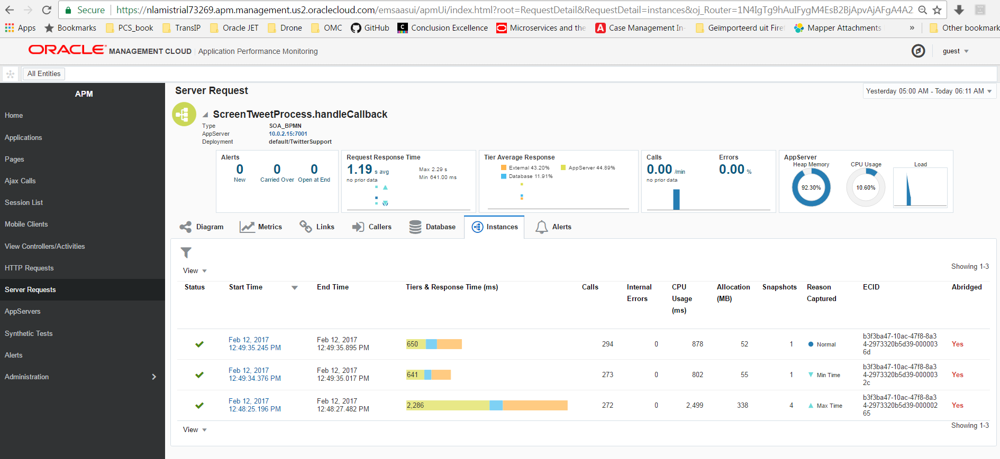 Secure https://nlamistrial73269.apm.management.us2.oraclecloud.com/emsaasui/apmUi/index.html?root=RequestDetail&RequestDetail=instances&oj_Router=1N4IgTg9hAuIFygM4EsB2BjApvAjAFgA4A2
Apps Bookmarks PCS_book TransIP Oracle JET Drone OMC GitHub Conclusion Excellence Microservices and the Case Management In- Geïmporteerd uit Firef Mapper Attachments » Other bookmark
ORACLE MANAGEMENT CLOUD Application Performance Monitoring guest
All Entities
APM
Home
Applications
Pages
Ajax Calls
Session List
Mobile Clients
View Controllers/Activities
HTTP Requests
Server Requests
AppServers
Synthetic Tests
Alerts
Administration
Server Request
Yesterday 05:00 AM - Today 06:11 AM
ScreenTweetProcess.handleCallback
Type SOA_BPMN
AppServer 10.0.2.15:7001
Deployment default/TwitterSupport
Alerts
0 0 0
New Carried Over Open at End
Request Response Time
1.19 s avg
no prior data
Max 2.29 s
Min 641.00 ms
Tier Average Response
External 43.20% AppServer 44.89%
Database 11.91%
Calls Errors
0.00 /min 0.00 %
no prior data
AppServer
Heap Memory CPU Usage Load
92.30% 10.60%
Diagram Metrics Links Callers Database Instances Alerts
View
Showing 1-3
Status Start Time End Time Tiers & Response Time (ms) Calls Internal Errors CPU Usage (ms) Allocation (MB) Snapshots Reason Captured ECID Abridged
Feb 12, 2017 Feb 12, 2017 b3f3ba47-10ac-47f8-8a3
12:49:35.245 PM 12:49:35.895 PM 650 294 0 878 52 1 Normal 4-2973320b5d39-000003 Yes
6d
Feb 12, 2017 Feb 12, 2017 b3f3ba47-10ac-47f8-8a3
12:49:34.376 PM 12:49:35.017 PM 641 273 0 802 55 1 Min Time 4-2973320b5d39-000003 Yes
2c
Feb 12, 2017 Feb 12, 2017 b3f3ba47-10ac-47f8-8a3
12:48:25.196 PM 12:48:27.482 PM 2,286 272 0 2,499 338 4 Max Time 4-2973320b5d39-000002 Yes
65
View
Showing 1-3